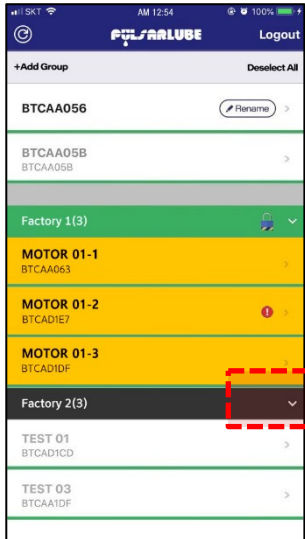 SKT AM 12:54 100%
PULSARLUBE Logout
+Add Group Deselect All
BTCAA056 Rename
BTCAA05B
BTCAA05B
Factory 1(3)
MOTOR 01-1
BTCAA063
MOTOR 01-2
BTCAD1E7
MOTOR 01-3
BTCAD1DF
Factory 2(3)
TEST 01
BTCAD1CD
TEST 03
BTCAA1DF